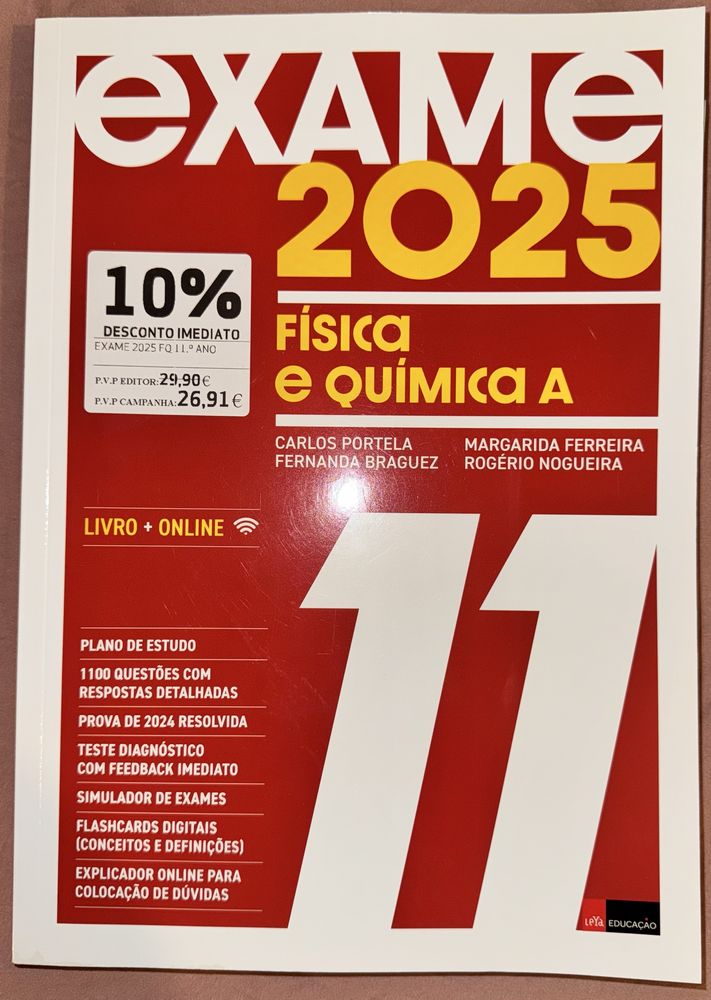 exame
2025
Física
e Química A
10%
DESCONTO IMEDIATO
EXAME 2025 FQ 11.º ANO
P.V.P EDITOR: 29,90 €
P.V.P CAMPANHA: 26,91 €
CARLOS PORTELA
FERNANDA BRAGUEZ
MARGARIDA FERREIRA
ROGÉRIO NOGUEIRA
LIVRO + ONLINE
11
PLANO DE ESTUDO
1100 QUESTÕES COM
RESPOSTAS DETALHADAS
PROVA DE 2024 RESOLVIDA
TESTE DIAGNÓSTICO
COM FEEDBACK IMEDIATO
SIMULADOR DE EXAMES
FLASHCARDS DIGITAIS
(CONCEITOS E DEFINIÇÕES)
EXPLICADOR ONLINE PARA
COLOCAÇÃO DE DÚVIDAS
LeYa EDUCAÇÃO